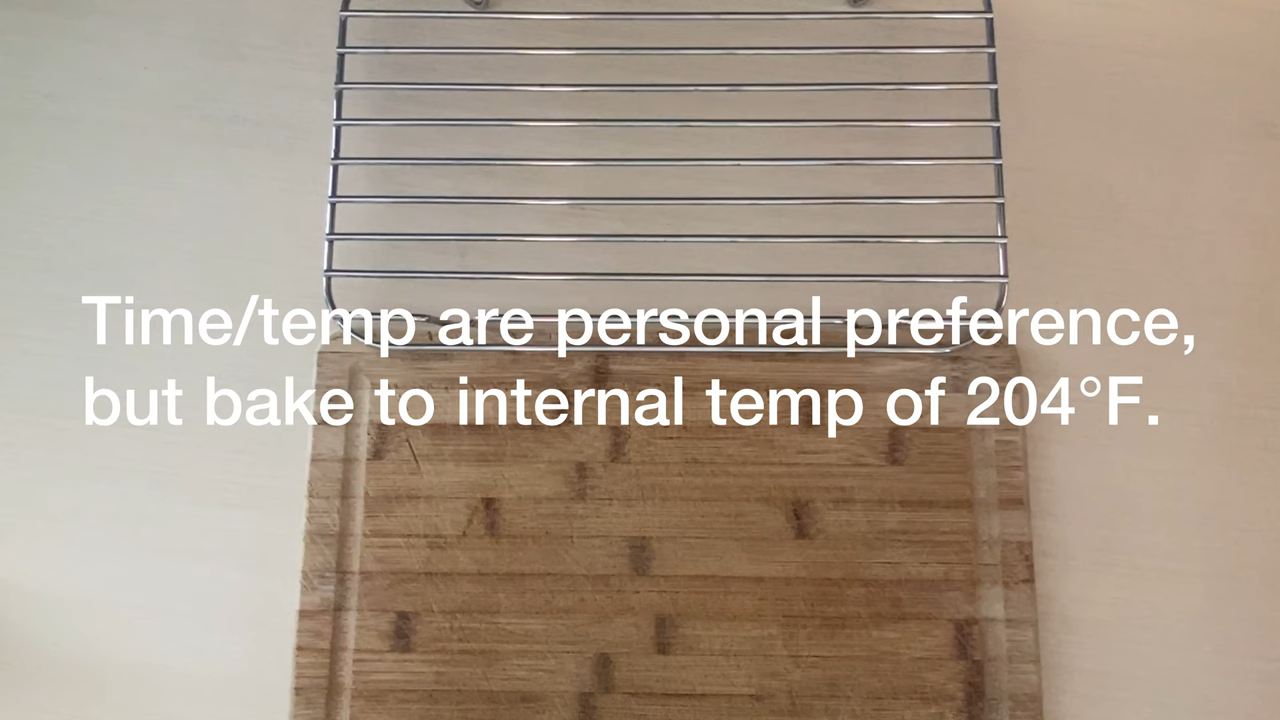 Time/temp are personal preference,
but bake to internal temp of 204°F.